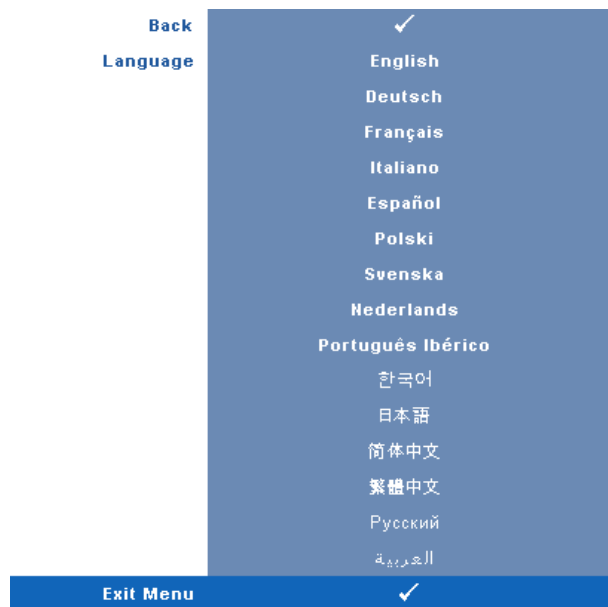 Back ✓
Language English
Deutsch
Français
Italiano
Español
Polski
Svenska
Nederlands
Português Ibérico
한국어
日本語
简体中文
繁體中文
Русский
العربية
Exit Menu ✓